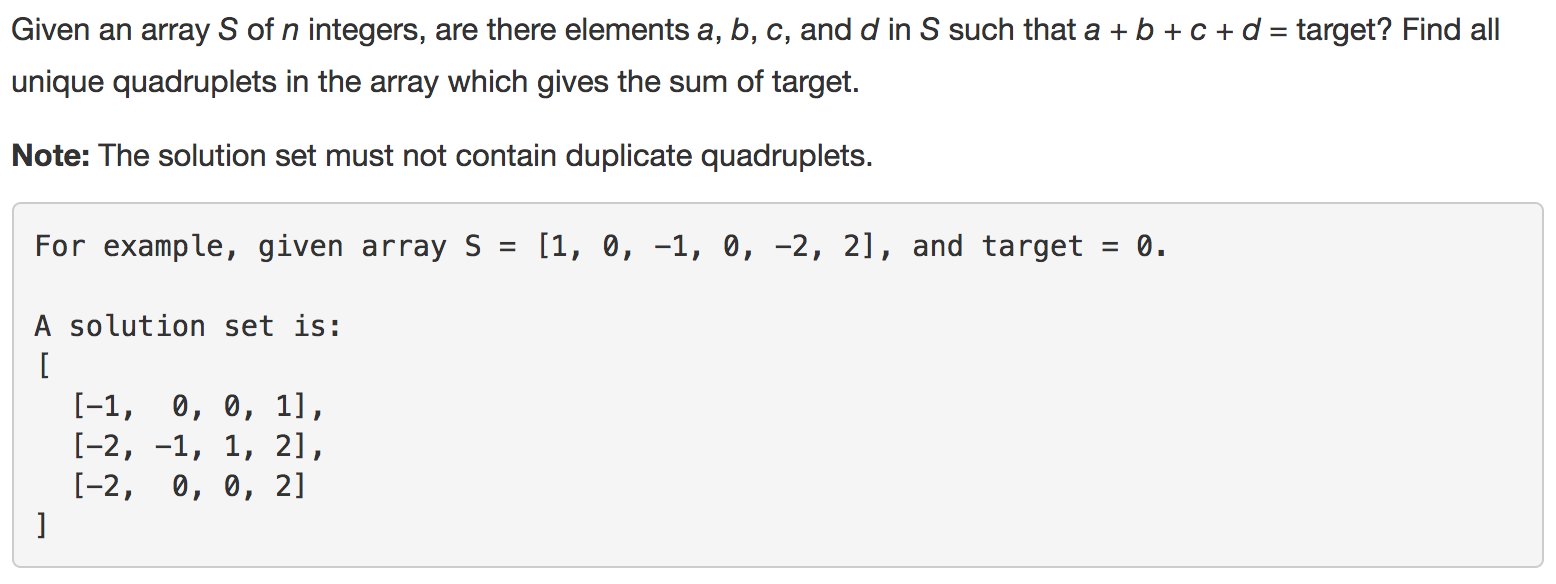 Given an array S of n integers, are there elements a, b, c, and d in S such that a + b + c + d = target? Find all
unique quadruplets in the array which gives the sum of target.
Note: The solution set must not contain duplicate quadruplets.
For example, given array S = [1, 0, −1, 0, −2, 2], and target = 0.
A solution set is:
[
  [−1,  0, 0, 1],
  [−2, −1, 1, 2],
  [−2,  0, 0, 2]
]